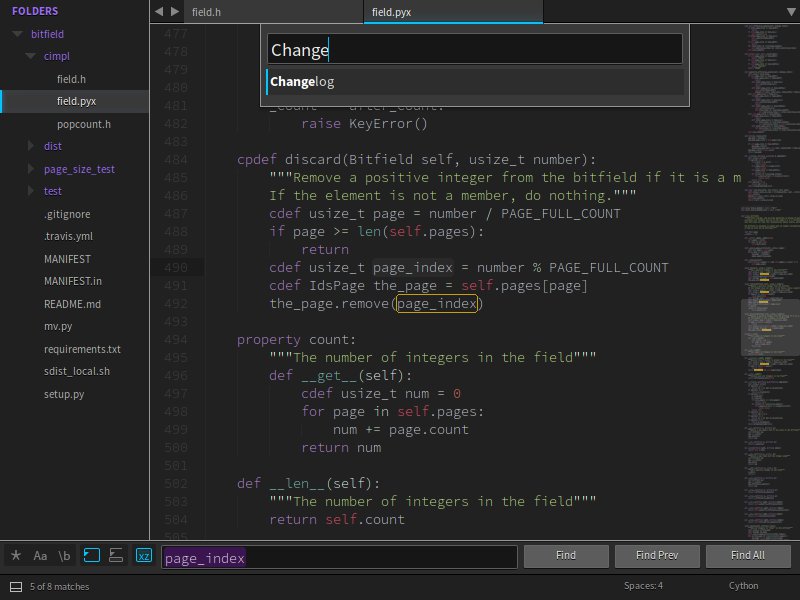 FOLDERS
bitfield
cimpl
field.h
field.pyx
popcount.h
dist
page_size_test
test
.gitignore
.travis.yml
MANIFEST
MANIFEST.in
README.md
mv.py
requirements.txt
sdist_local.sh
setup.py
field.h
field.pyx
Change
Changelog
477
478
479
480
481
482 raise KeyError()
483
484 cpdef discard(Bitfield self, usize_t number):
485 """Remove a positive integer from the bitfield if it is a m
486 If the element is not a member, do nothing."""
487 cdef usize_t page = number / PAGE_FULL_COUNT
488 if page >= len(self.pages):
489 return
490 cdef usize_t page_index = number % PAGE_FULL_COUNT
491 cdef IdsPage the_page = self.pages[page]
492 the_page.remove(page_index)
493
494 property count:
495 """The number of integers in the field"""
496 def __get__(self):
497 cdef usize_t num = 0
498 for page in self.pages:
499 num += page.count
500 return num
501
502 def __len__(self):
503 """The number of integers in the field"""
504 return self.count
505
Aa \b xz page_index Find Find Prev Find All
5 of 8 matches Spaces: 4 Cython